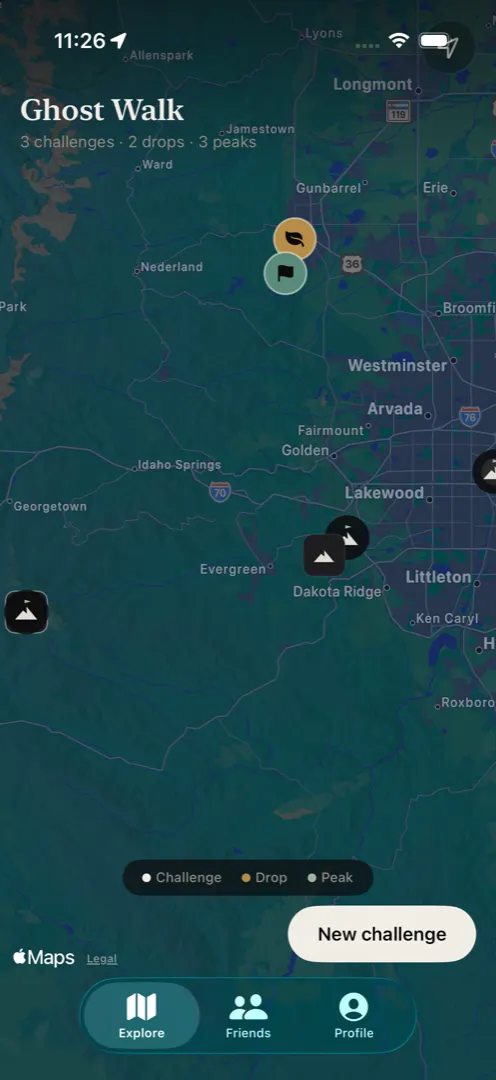 11:26
Lyons
Allenspark
Longmont
Ghost Walk
119
Jamestown
3 challenges · 2 drops · 3 peaks
Ward
Gunbarrel
Erie
Nederland
36
Park
Broomfi
Westminster
Arvada
76
Fairmount
Golden
Idaho Springs
70
Lakewood
Georgetown
Evergreen
Littleton
Dakota Ridge
Ken Caryl
H
Roxboro
Challenge Drop Peak
New challenge
Maps Legal
Explore Friends Profile